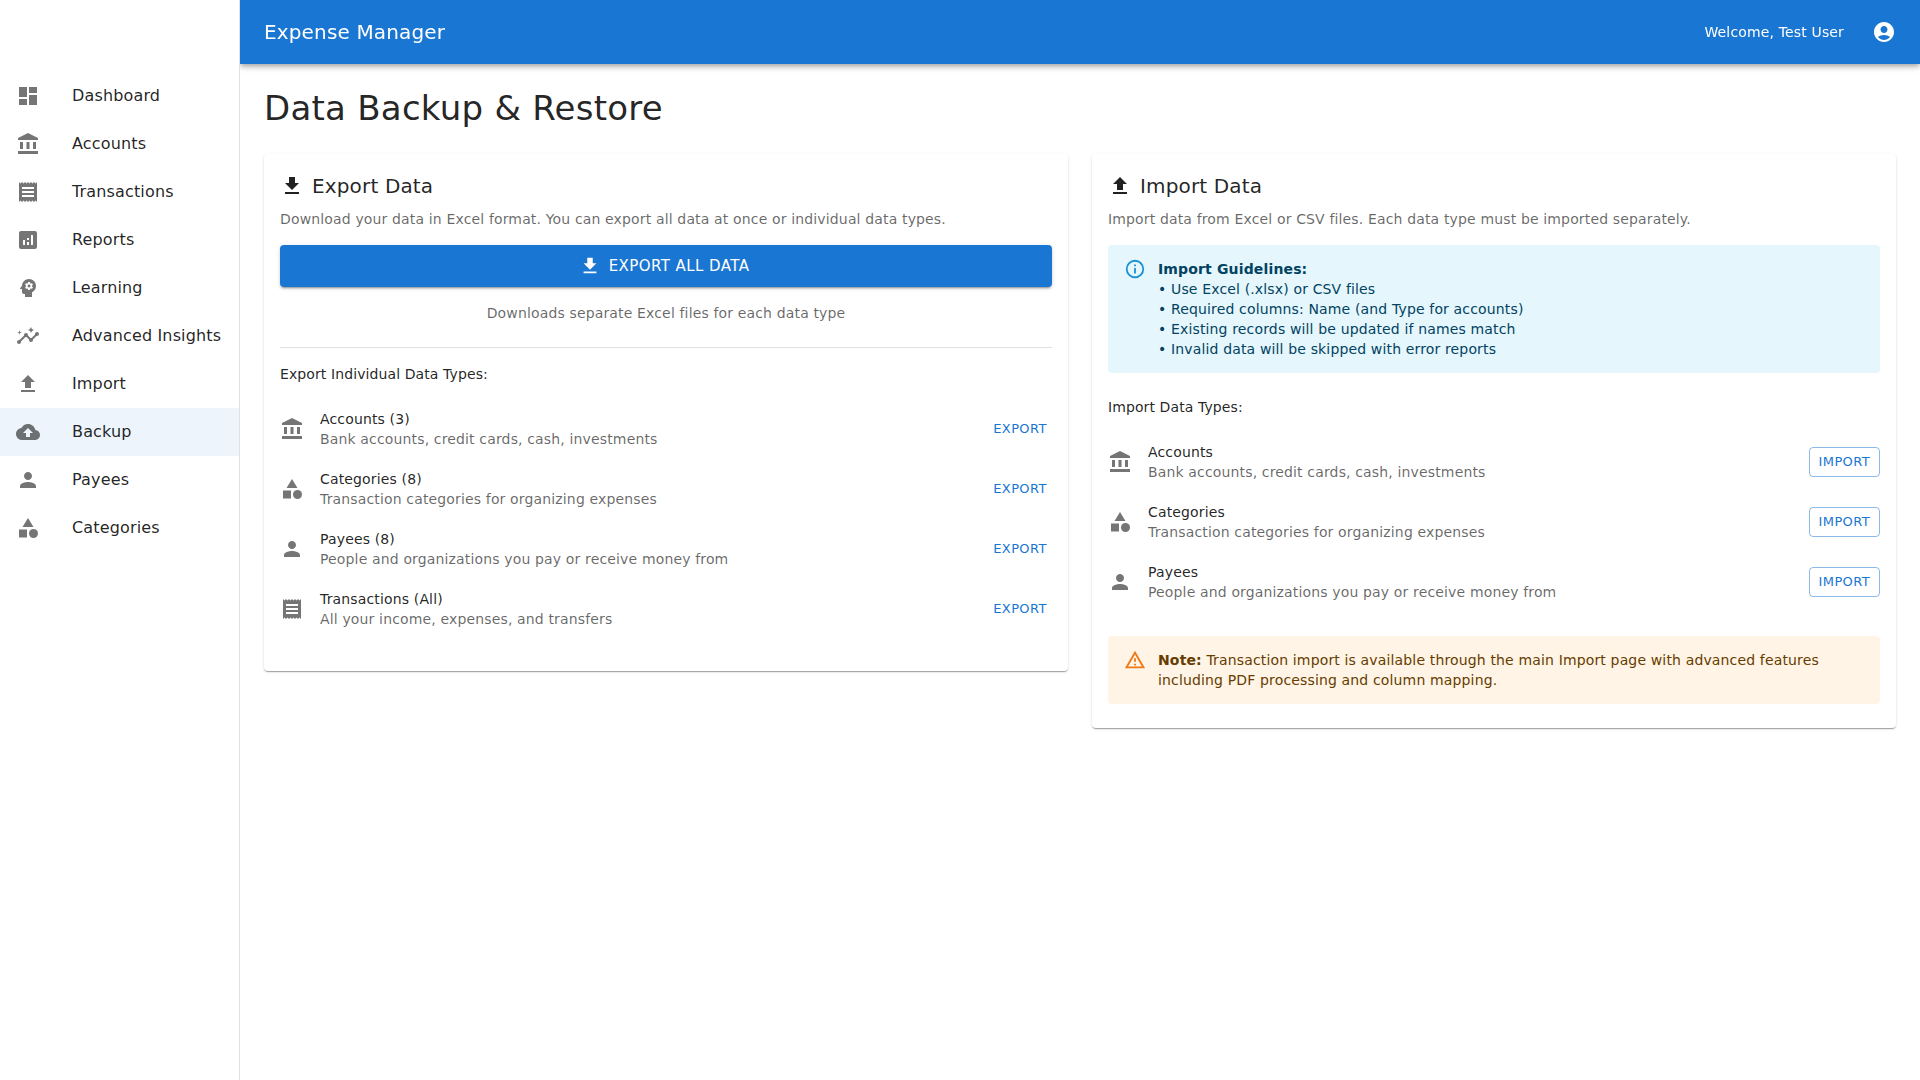 Expense Manager
Welcome, Test User
Dashboard
Accounts
Transactions
Reports
Learning
Advanced Insights
Import
Backup
Payees
Categories
Data Backup & Restore
Export Data
Download your data in Excel format. You can export all data at once or individual data types.
EXPORT ALL DATA
Downloads separate Excel files for each data type
Export Individual Data Types:
Accounts (3)
Bank accounts, credit cards, cash, investments
EXPORT
Categories (8)
Transaction categories for organizing expenses
EXPORT
Payees (8)
People and organizations you pay or receive money from
EXPORT
Transactions (All)
All your income, expenses, and transfers
EXPORT
Import Data
Import data from Excel or CSV files. Each data type must be imported separately.
Import Guidelines:
• Use Excel (.xlsx) or CSV files
• Required columns: Name (and Type for accounts)
• Existing records will be updated if names match
• Invalid data will be skipped with error reports
Import Data Types:
Accounts
Bank accounts, credit cards, cash, investments
IMPORT
Categories
Transaction categories for organizing expenses
IMPORT
Payees
People and organizations you pay or receive money from
IMPORT
Note: Transaction import is available through the main Import page with advanced features
including PDF processing and column mapping.